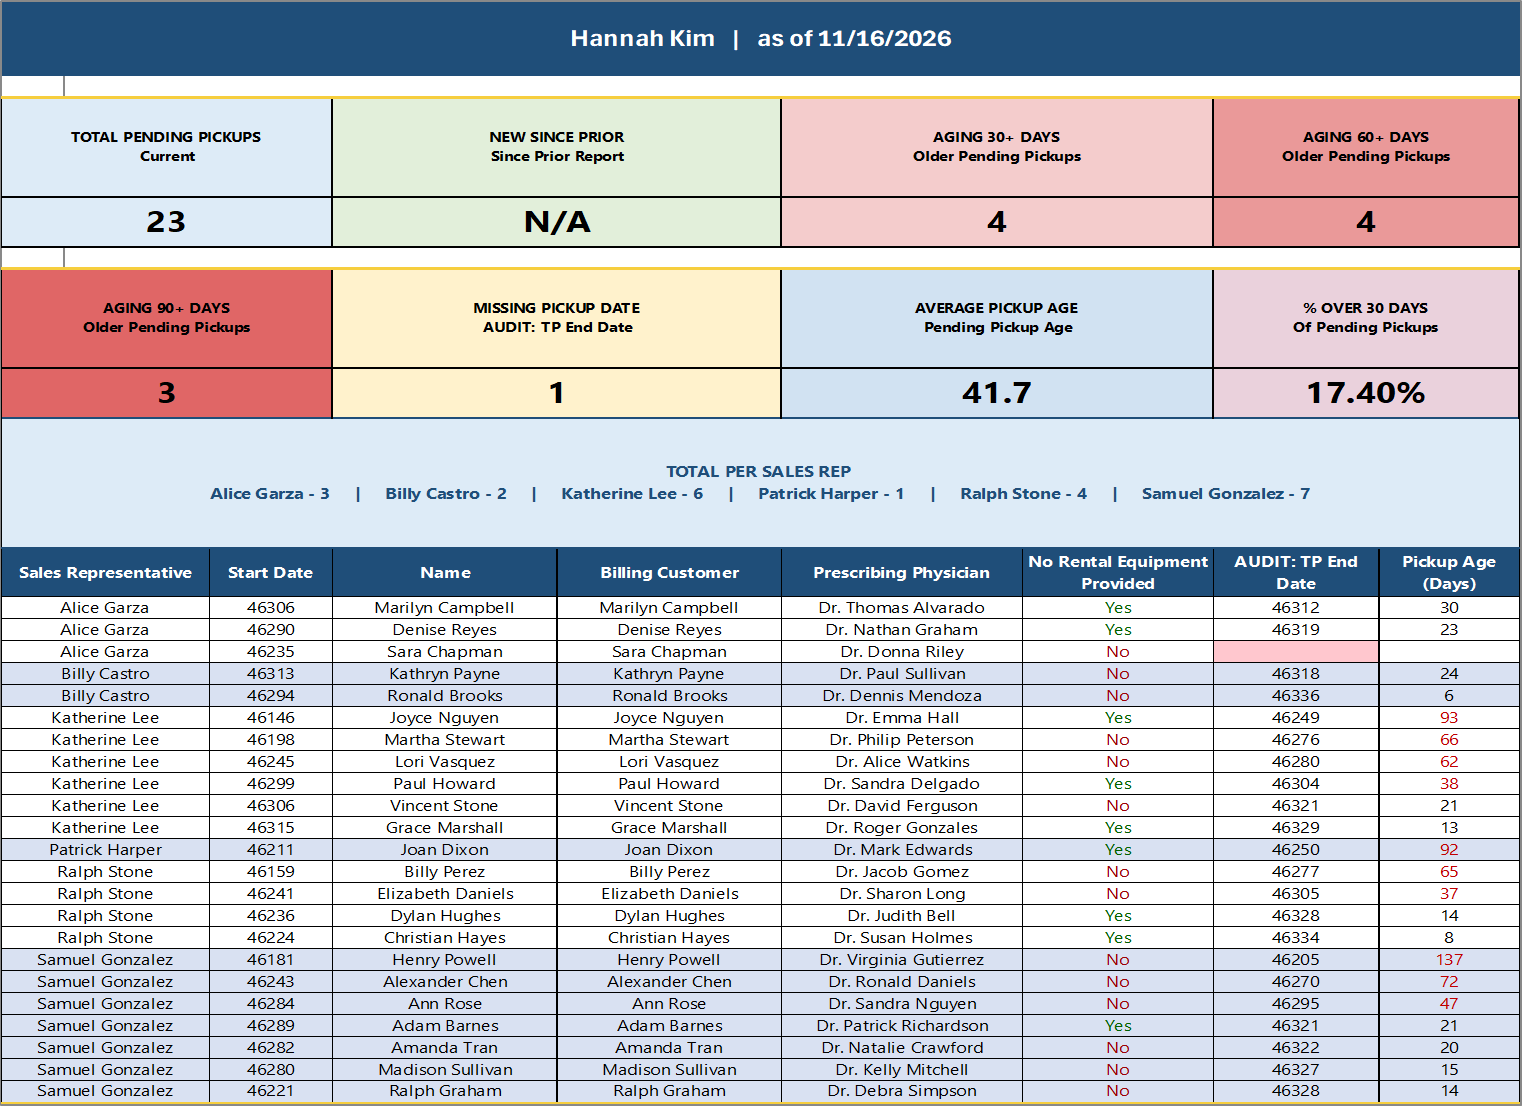 Hannah Kim | as of 11/16/2026
TOTAL PENDING PICKUPS
Current
NEW SINCE PRIOR
Since Prior Report
AGING 30+ DAYS
Older Pending Pickups
AGING 60+ DAYS
Older Pending Pickups
23 N/A 4 4
AGING 90+ DAYS
Older Pending Pickups
MISSING PICKUP DATE
AUDIT: TP End Date
AVERAGE PICKUP AGE
Pending Pickup Age
% OVER 30 DAYS
Of Pending Pickups
3 1 41.7 17.40%
TOTAL PER SALES REP
Alice Garza - 3 | Billy Castro - 2 | Katherine Lee - 6 | Patrick Harper - 1 | Ralph Stone - 4 | Samuel Gonzalez - 7
Sales Representative Start Date Name Billing Customer Prescribing Physician No Rental Equipment Provided AUDIT: TP End Date Pickup Age (Days)
Alice Garza 46306 Marilyn Campbell Marilyn Campbell Dr. Thomas Alvarado Yes 46312 30
Alice Garza 46290 Denise Reyes Denise Reyes Dr. Nathan Graham Yes 46319 23
Alice Garza 46235 Sara Chapman Sara Chapman Dr. Donna Riley No
Billy Castro 46313 Kathryn Payne Kathryn Payne Dr. Paul Sullivan No 46318 24
Billy Castro 46294 Ronald Brooks Ronald Brooks Dr. Dennis Mendoza No 46336 6
Katherine Lee 46146 Joyce Nguyen Joyce Nguyen Dr. Emma Hall Yes 46249 93
Katherine Lee 46198 Martha Stewart Martha Stewart Dr. Philip Peterson No 46276 66
Katherine Lee 46245 Lori Vasquez Lori Vasquez Dr. Alice Watkins No 46280 62
Katherine Lee 46299 Paul Howard Paul Howard Dr. Sandra Delgado Yes 46304 38
Katherine Lee 46306 Vincent Stone Vincent Stone Dr. David Ferguson No 46321 21
Katherine Lee 46315 Grace Marshall Grace Marshall Dr. Roger Gonzales Yes 46329 13
Patrick Harper 46211 Joan Dixon Joan Dixon Dr. Mark Edwards Yes 46250 92
Ralph Stone 46159 Billy Perez Billy Perez Dr. Jacob Gomez No 46277 65
Ralph Stone 46241 Elizabeth Daniels Elizabeth Daniels Dr. Sharon Long No 46305 37
Ralph Stone 46236 Dylan Hughes Dylan Hughes Dr. Judith Bell Yes 46328 14
Ralph Stone 46224 Christian Hayes Christian Hayes Dr. Susan Holmes Yes 46334 8
Samuel Gonzalez 46181 Henry Powell Henry Powell Dr. Virginia Gutierrez No 46205 137
Samuel Gonzalez 46243 Alexander Chen Alexander Chen Dr. Ronald Daniels No 46270 72
Samuel Gonzalez 46284 Ann Rose Ann Rose Dr. Sandra Nguyen No 46295 47
Samuel Gonzalez 46289 Adam Barnes Adam Barnes Dr. Patrick Richardson Yes 46321 21
Samuel Gonzalez 46282 Amanda Tran Amanda Tran Dr. Natalie Crawford No 46322 20
Samuel Gonzalez 46280 Madison Sullivan Madison Sullivan Dr. Kelly Mitchell No 46327 15
Samuel Gonzalez 46221 Ralph Graham Ralph Graham Dr. Debra Simpson No 46328 14